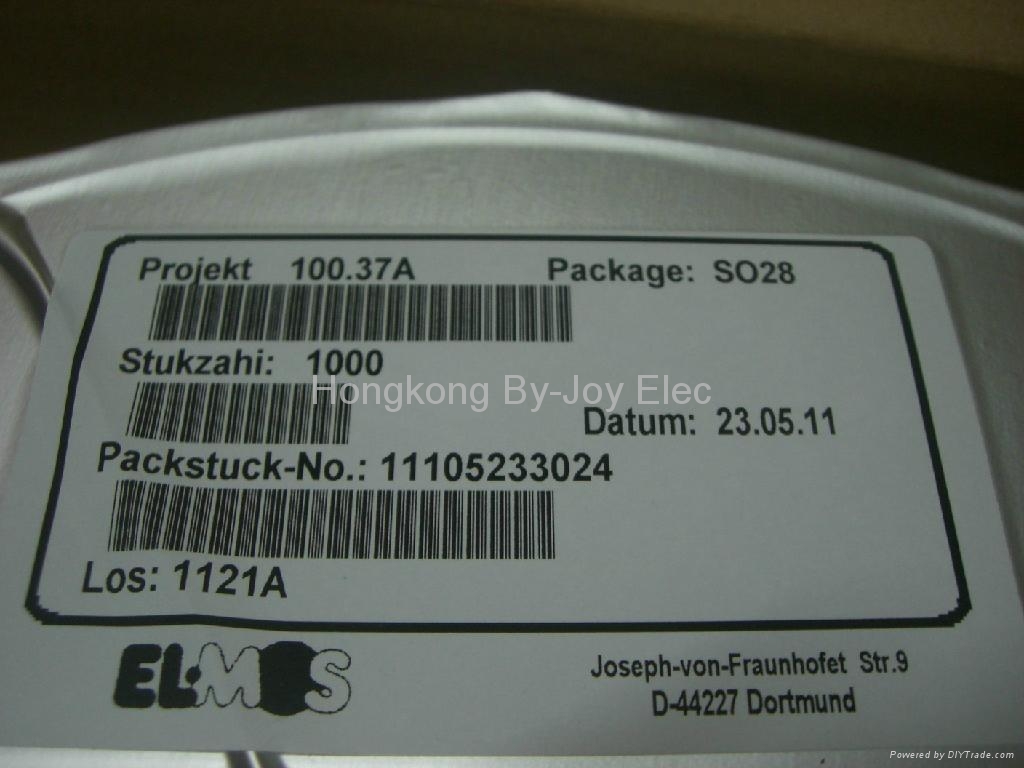 Projekt 100.37A Package: SO28
Stukzahi: 1000
Hongkong By-Joy Elec
Datum: 23.05.11
Packstuck-No.: 11105233024
Los: 1121A
ELMOS
Joseph-von-Fraunhofet Str.9
D-44227 Dortmund
Powered by DIYTrade.com